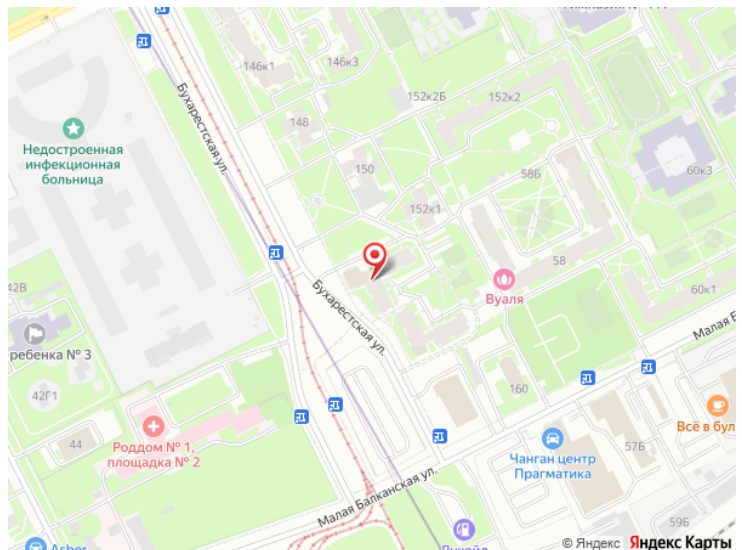 146к1
146к3
152к2Б
152к2
148
Бухарестская ул.
Недостроенная
инфекционная
больница
150
58Б
60к3
152к1
42В
58
Вуаля
60к1
Бухарестская ул.
Малая Б
ребенка № 3
160
42Г1
44
Роддом № 1,
площадка № 2
Всё в бул
57Б
Чанган центр
Прагматика
Малая Балканская ул.
59Б
Asher
© Яндекс Яндекс Карты